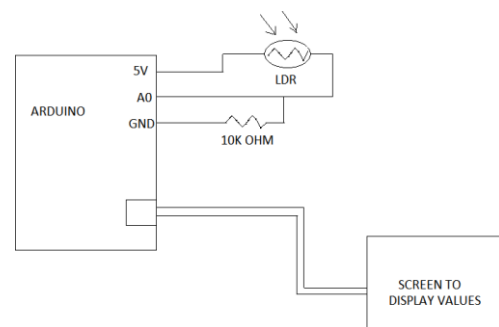 5V
LDR
A0
ARDUINO
GND
10K OHM
SCREEN TO
DISPLAY VALUES